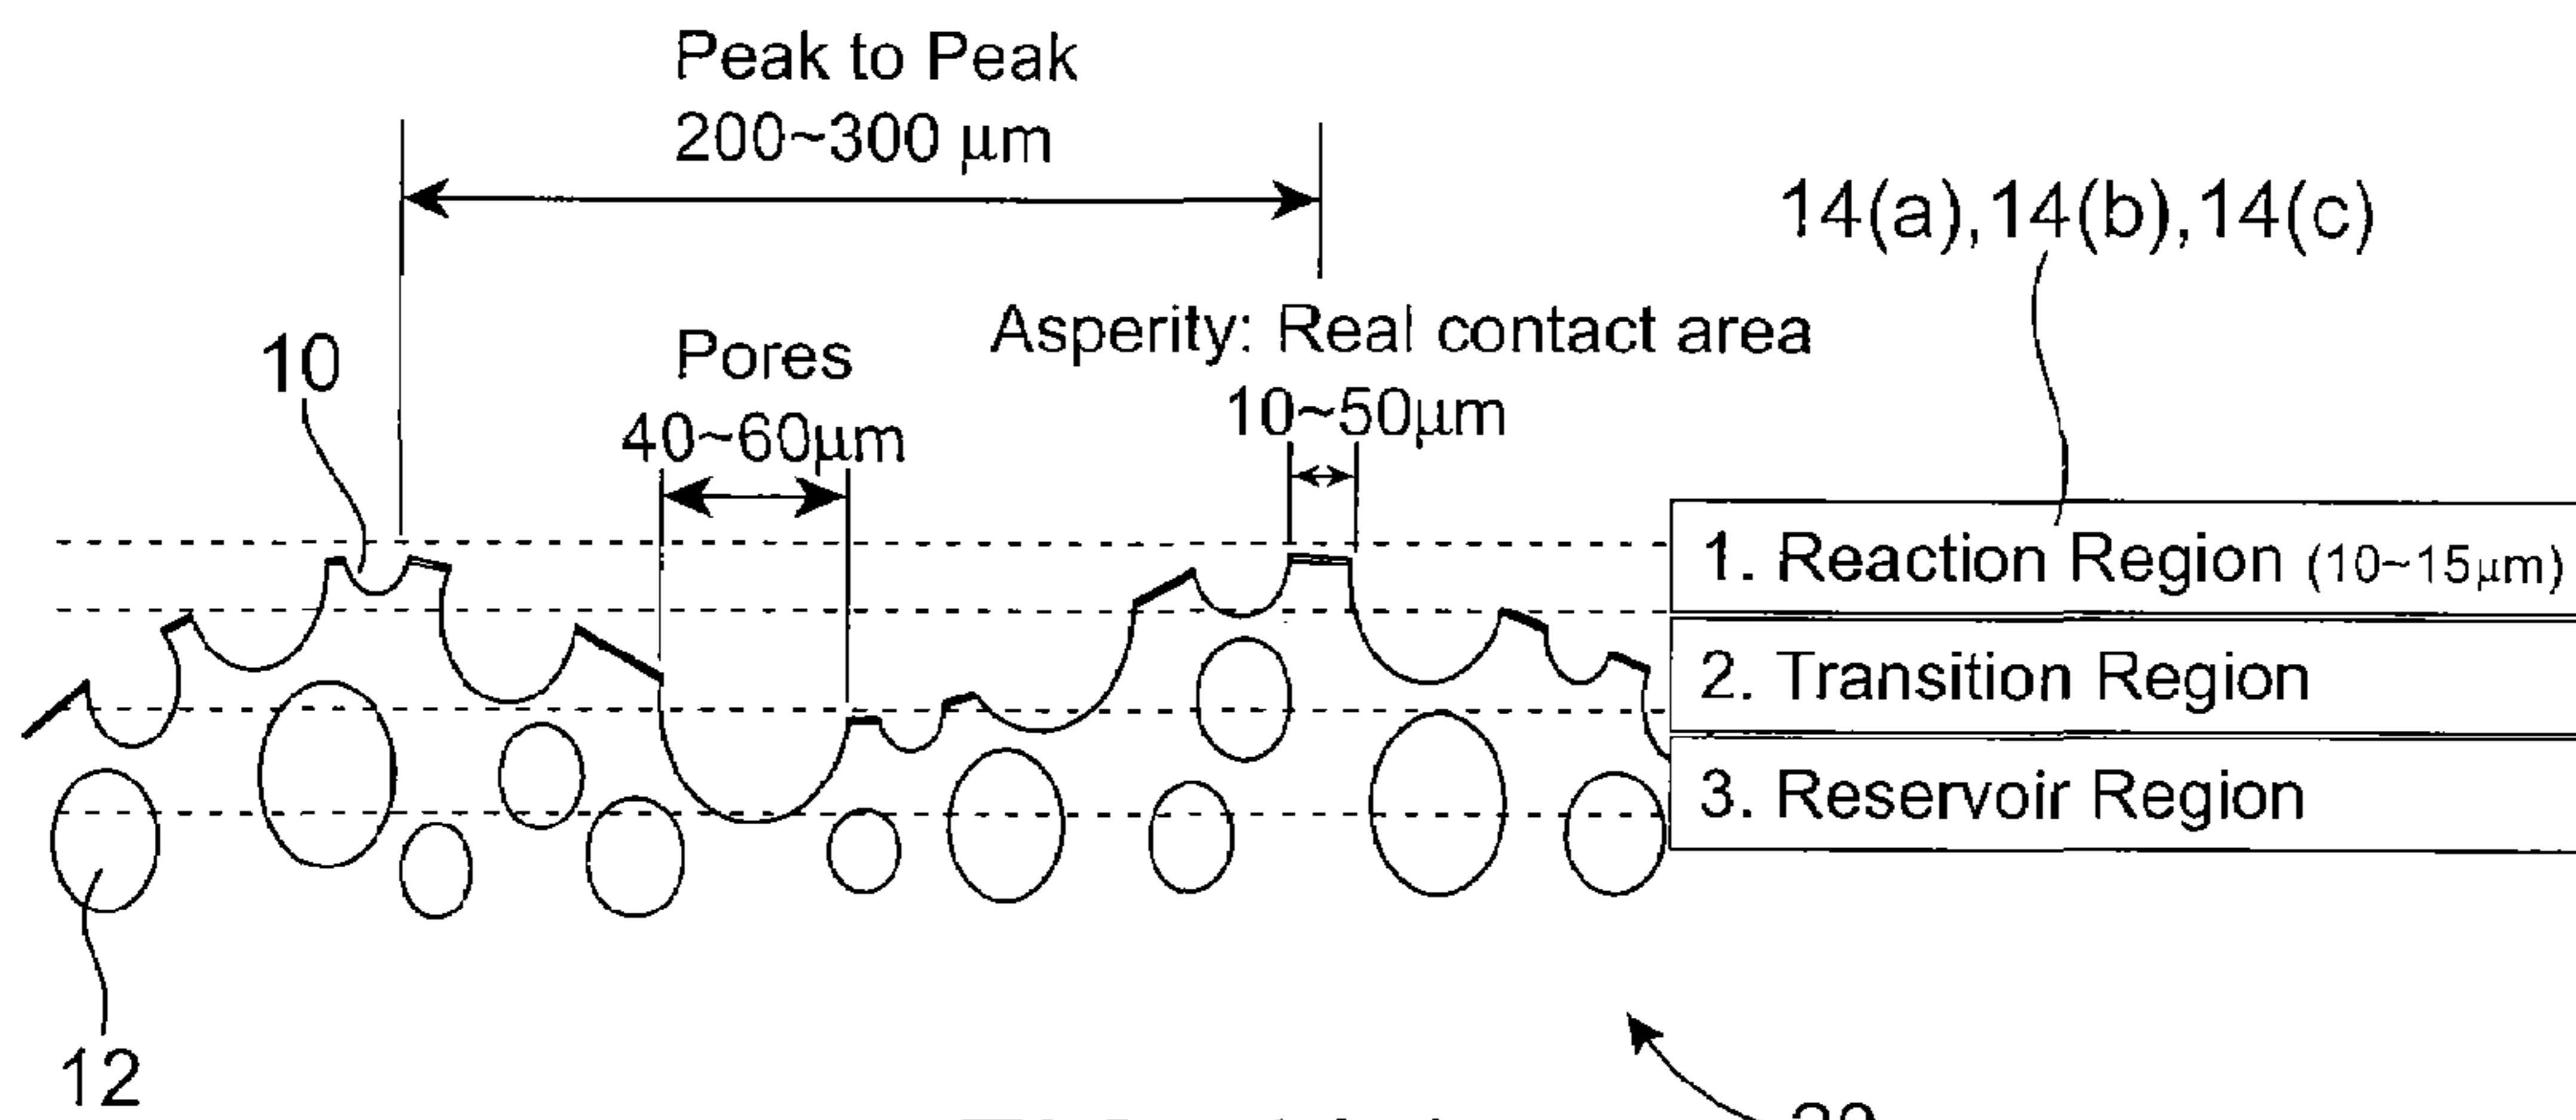 Peak to Peak
200~300 μm
14(a),14(b),14(c)
10
Pores
40~60μm
Asperity: Real contact area
10~50μm
1. Reaction Region (10~15μm)
2. Transition Region
3. Reservoir Region
12